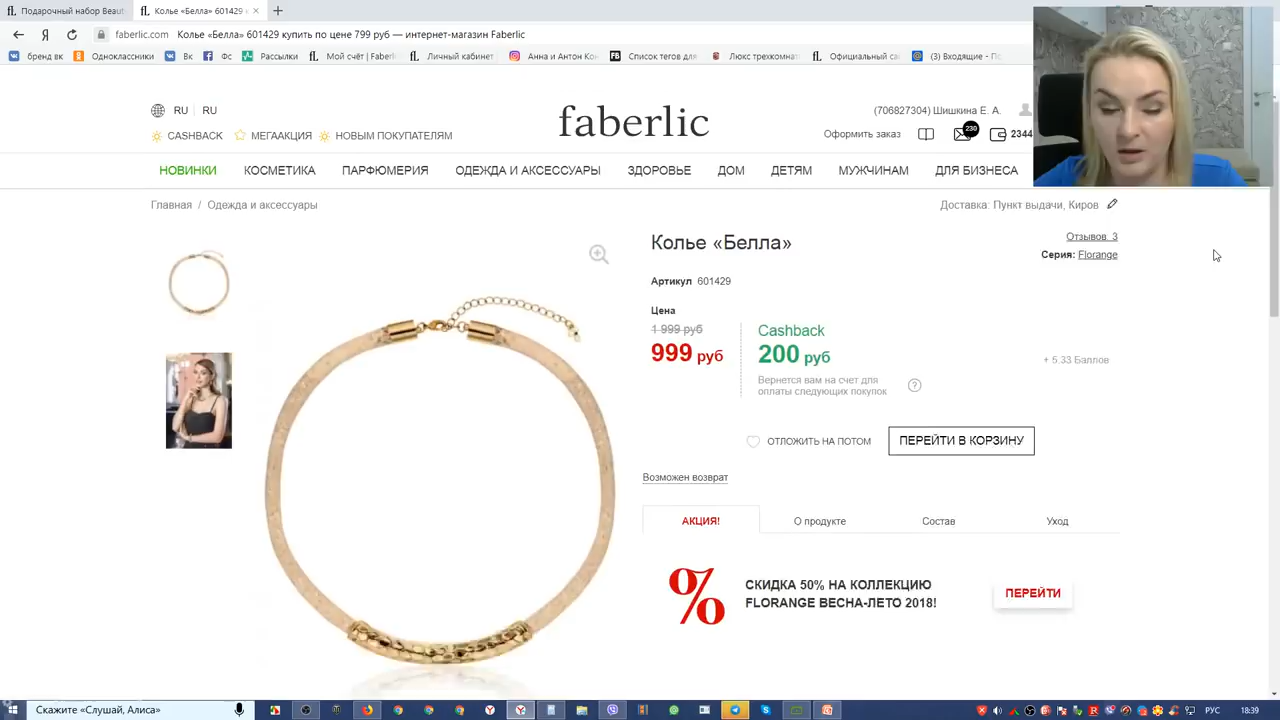 Подарочный набор Beaut
Колье «Белла» 601429 к
faberlic.com
Колье «Белла» 601429 купить по цене 799 руб — интернет-магазин Faberlic
бренд вк
Одноклассники
Вк
Фс
Рассылки
Мой счёт | Faberli
Личный кабинет
Анна и Антон Кон
Список тегов для
Люкс трехкомнат
Официальный са
(3) Входящие - По
RU RU
faberlic
(706827304) Шишкина Е. А.
CASHBACK МЕГААКЦИЯ НОВЫМ ПОКУПАТЕЛЯМ
Оформить заказ 230 2344
НОВИНКИ КОСМЕТИКА ПАРФЮМЕРИЯ ОДЕЖДА И АКСЕССУАРЫ ЗДОРОВЬЕ ДОМ ДЕТЯМ МУЖЧИНАМ ДЛЯ БИЗНЕСА
Главная / Одежда и аксессуары
Доставка: Пункт выдачи, Киров
Колье «Белла»
Отзывов: 3
Серия: Florange
Артикул 601429
Цена
1 999 руб
999 руб
Cashback
200 руб
Вернется вам на счет для
оплаты следующих покупок
?
+ 5.33 Баллов
ОТЛОЖИТЬ НА ПОТОМ
ПЕРЕЙТИ В КОРЗИНУ
Возможен возврат
АКЦИЯ! О продукте Состав Уход
%
СКИДКА 50% НА КОЛЛЕКЦИЮ
FLORANGE ВЕСНА-ЛЕТО 2018!
ПЕРЕЙТИ
Скажите «Слушай, Алиса»
РУС
18:39